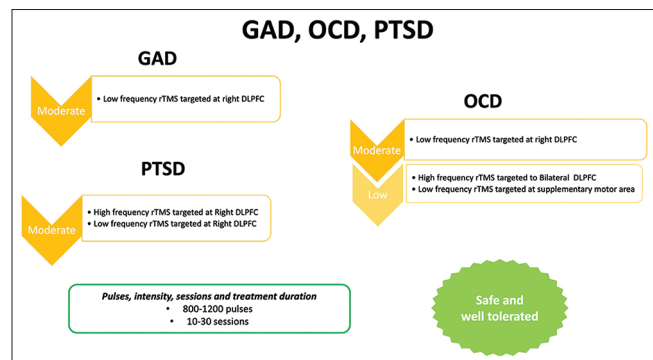 GAD, OCD, PTSD
GAD
Moderate
• Low frequency rTMS targeted at right DLPFC
PTSD
Moderate
• High frequency rTMS targeted at Right DLPFC
• Low frequency rTMS targeted at Right DLPFC
OCD
Moderate
• Low frequency rTMS targeted at right DLPFC
Low
• High frequency rTMS targeted to Bilateral DLPFC
• Low frequency rTMS targeted at supplementary motor area
Pulses, intensity, sessions and treatment duration
• 800-1200 pulses
• 10-30 sessions
Safe and
well tolerated